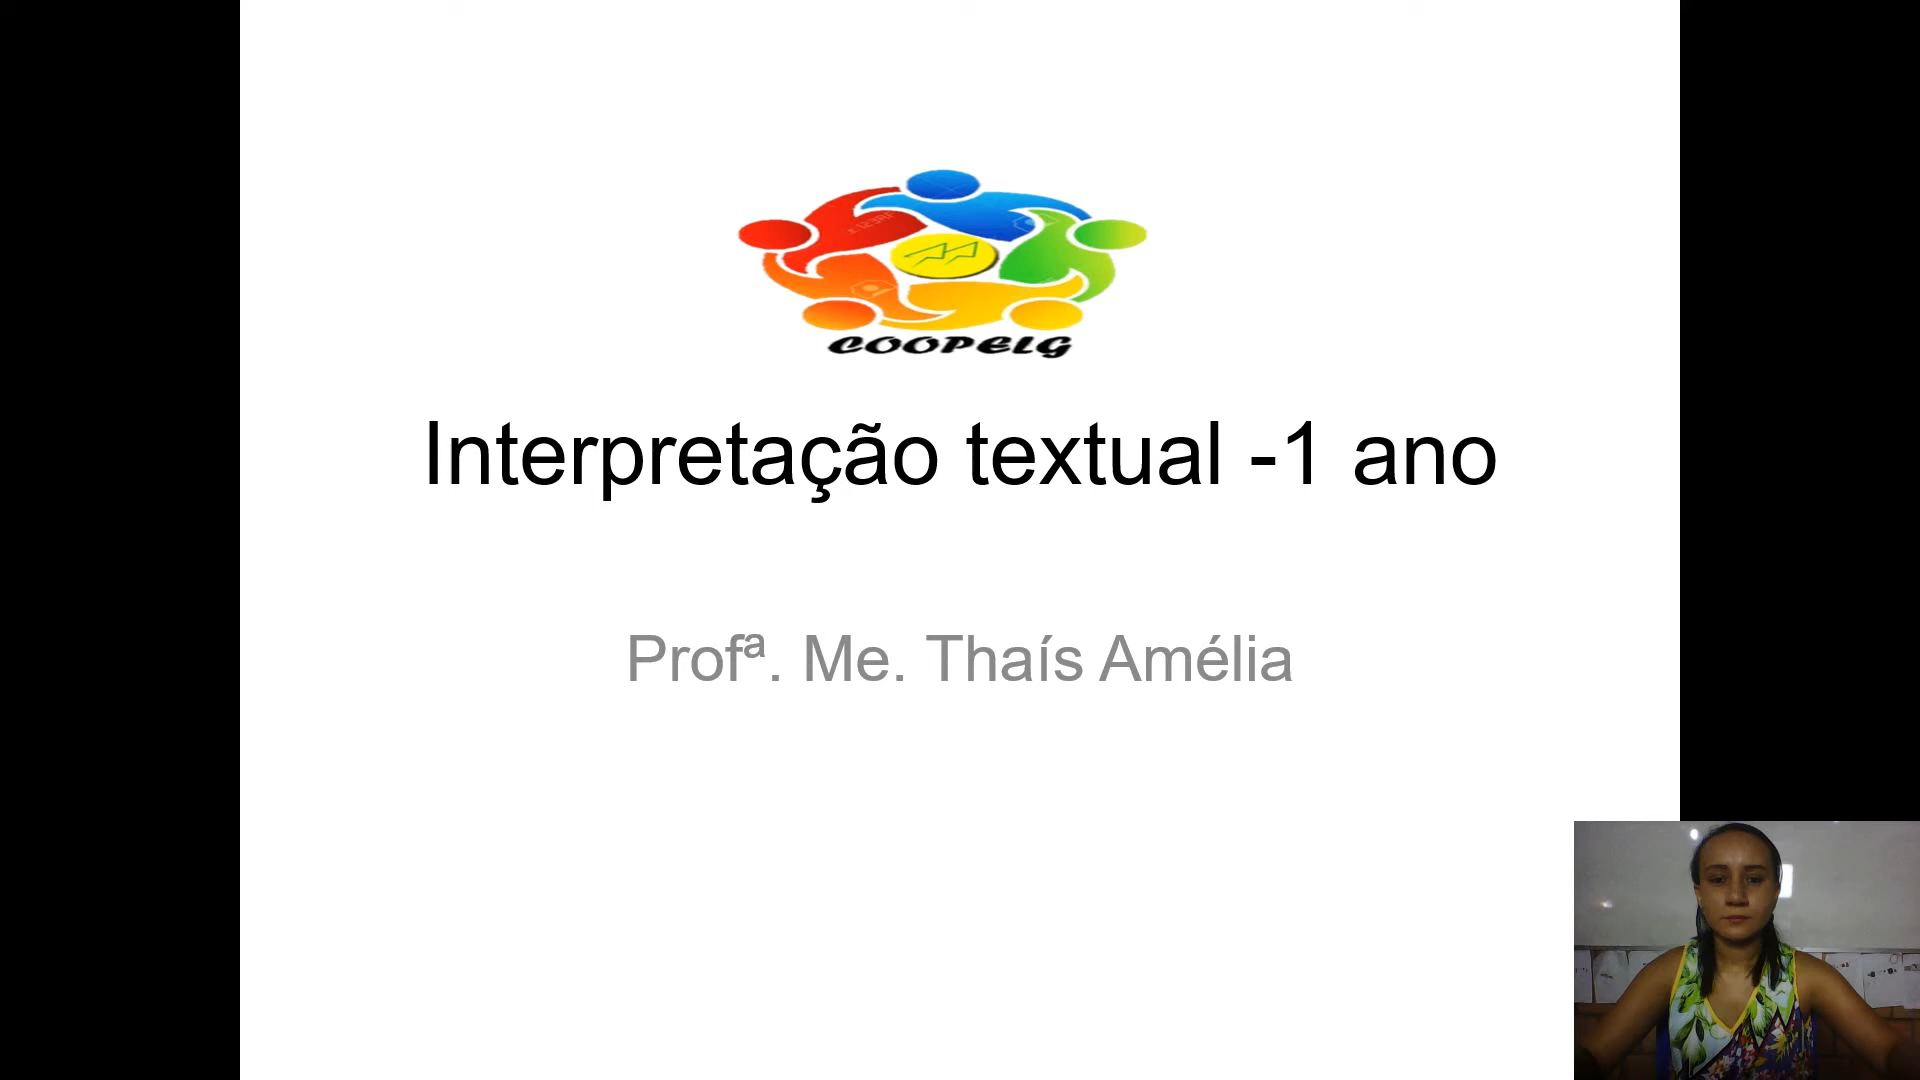 COOPELG
Interpretação textual -1 ano
Profª. Me. Thaís Amélia